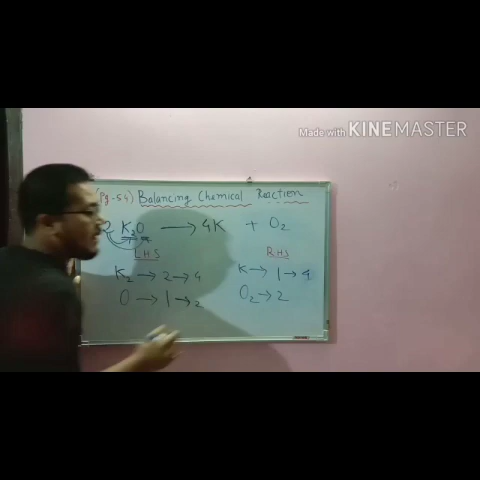 Made with KINEMASTER
(Pg-54) Balancing Chemical Reaction
2 K₂O → 4K + O₂
LHS RHS
K₂ → 2 → 4 K → 1 → 4
O → 1 → 2 O₂ → 2